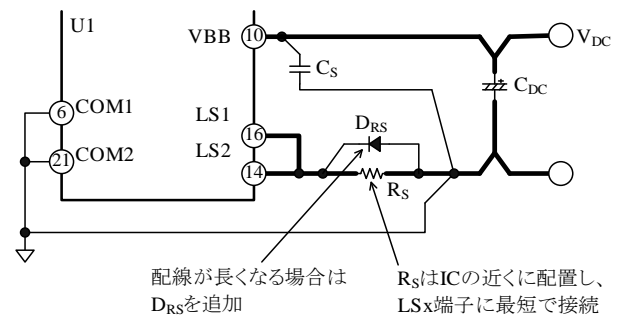 U1
VBB
10
V_DC
C_S
C_DC
6
COM1
LS1
16
D_RS
21
COM2
LS2
14
R_S
配線が長くなる場合は
D_RSを追加
R_SはICの近くに配置し、
LSx端子に最短で接続